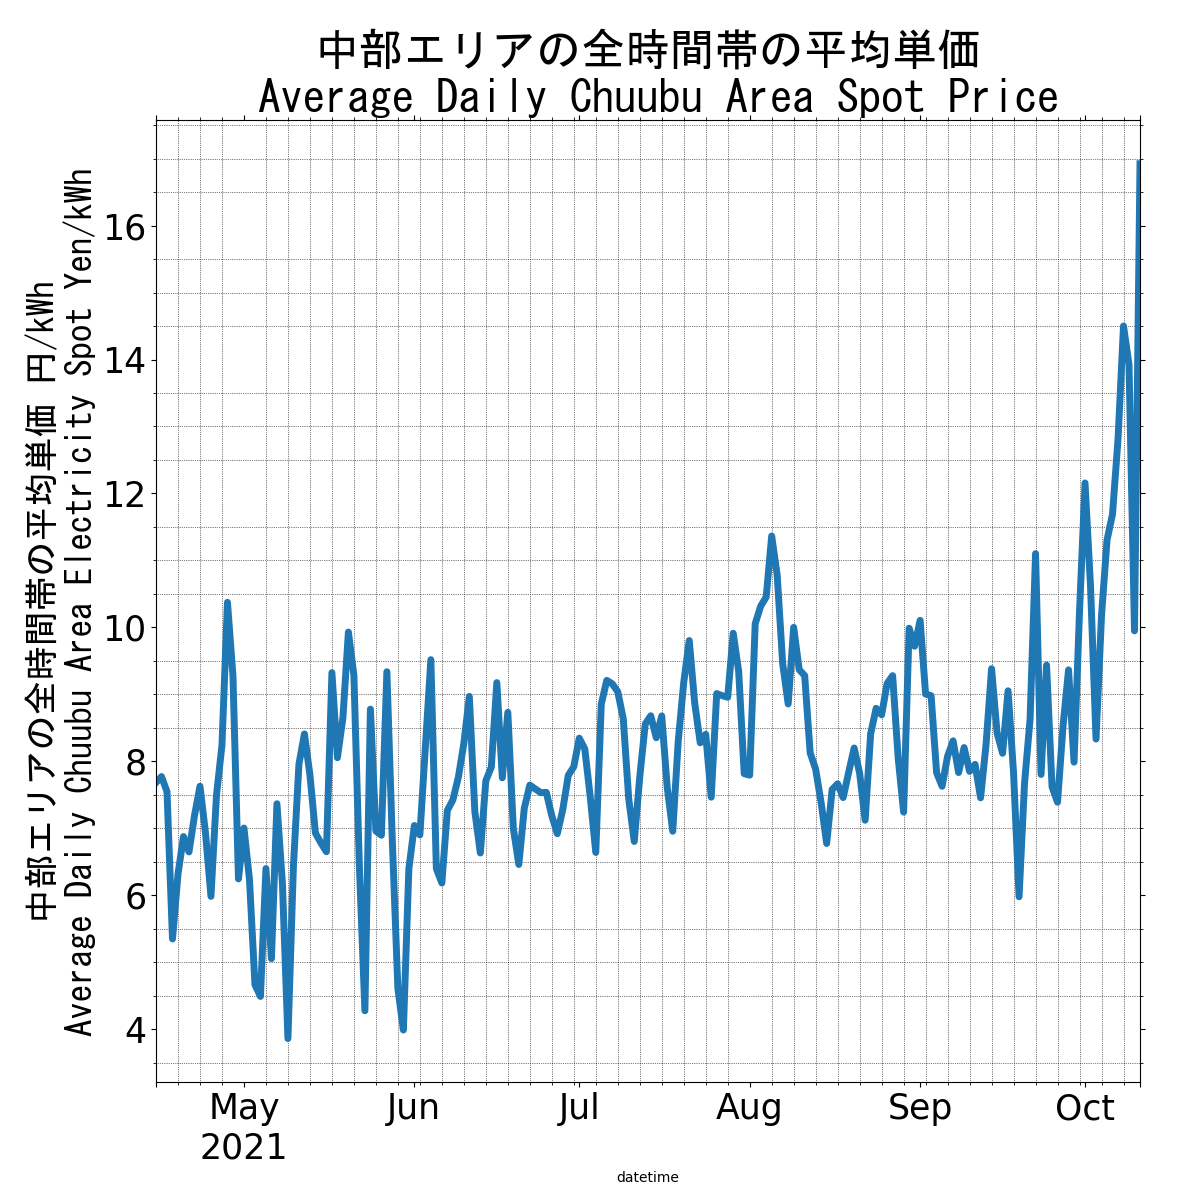 中部エリアの全時間帯の平均単価
Average Daily Chuubu Area Spot Price
中部エリアの全時間帯の平均単価 円/kWh
Average Daily Chuubu Area Electricity Spot Yen/kWh
16
14
12
10
8
6
4
May Jun Jul Aug Sep Oct
2021
datetime